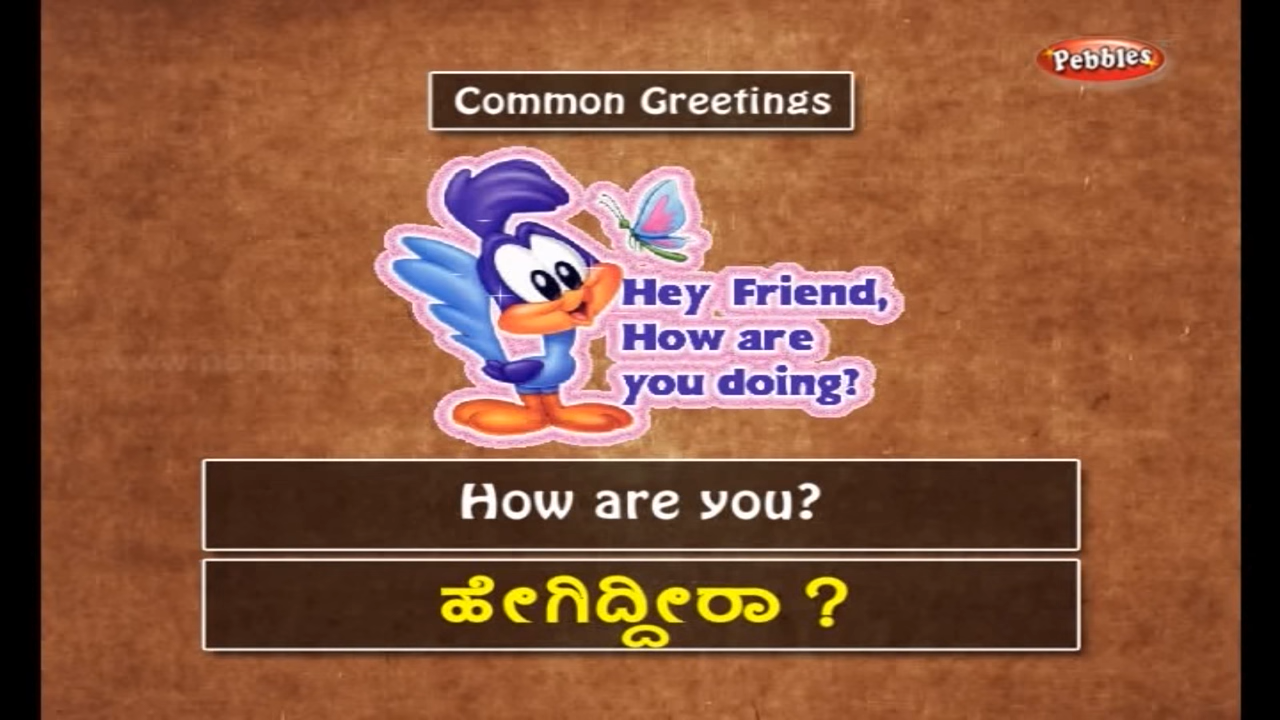 Pebbles
Common Greetings
Hey Friend,
How are
you doing?
How are you?
ಹೇಗಿದ್ದೀರಾ ?